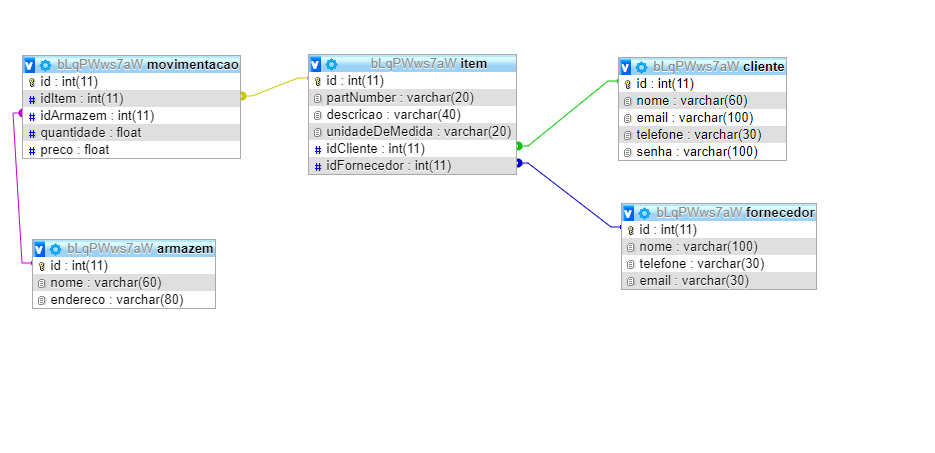 bLqPWws7aW movimentacao
id : int(11)
idItem : int(11)
idArmazem : int(11)
quantidade : float
preco : float
bLqPWws7aW item
id : int(11)
partNumber : varchar(20)
descricao : varchar(40)
unidadeDeMedida : varchar(20)
idCliente : int(11)
idFornecedor : int(11)
bLqPWws7aW cliente
id : int(11)
nome : varchar(60)
email : varchar(100)
telefone : varchar(30)
senha : varchar(100)
bLqPWws7aW fornecedor
id : int(11)
nome : varchar(100)
telefone : varchar(30)
email : varchar(30)
bLqPWws7aW armazem
id : int(11)
nome : varchar(60)
endereco : varchar(80)